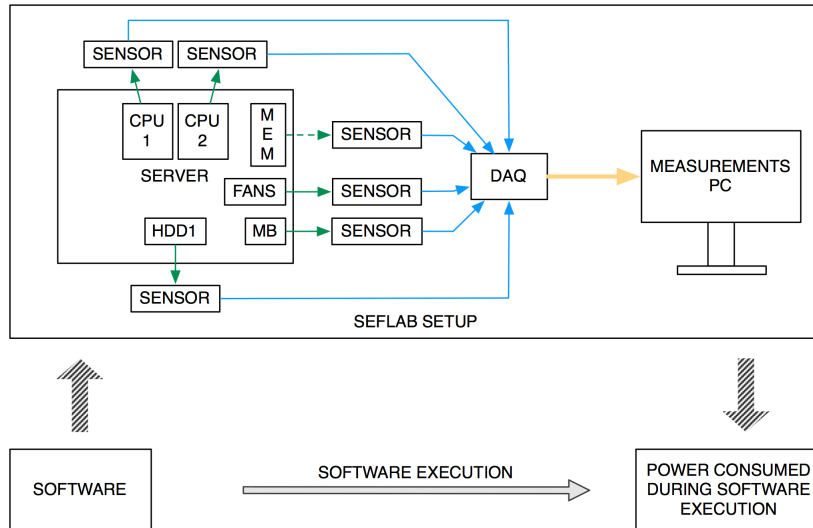 SENSOR
SENSOR
CPU
1
CPU
2
M
E
M
SENSOR
SERVER
DAQ
MEASUREMENTS
PC
FANS
SENSOR
HDD1
MB
SENSOR
SENSOR
SEFLAB SETUP
SOFTWARE
SOFTWARE EXECUTION
POWER CONSUMED
DURING SOFTWARE
EXECUTION